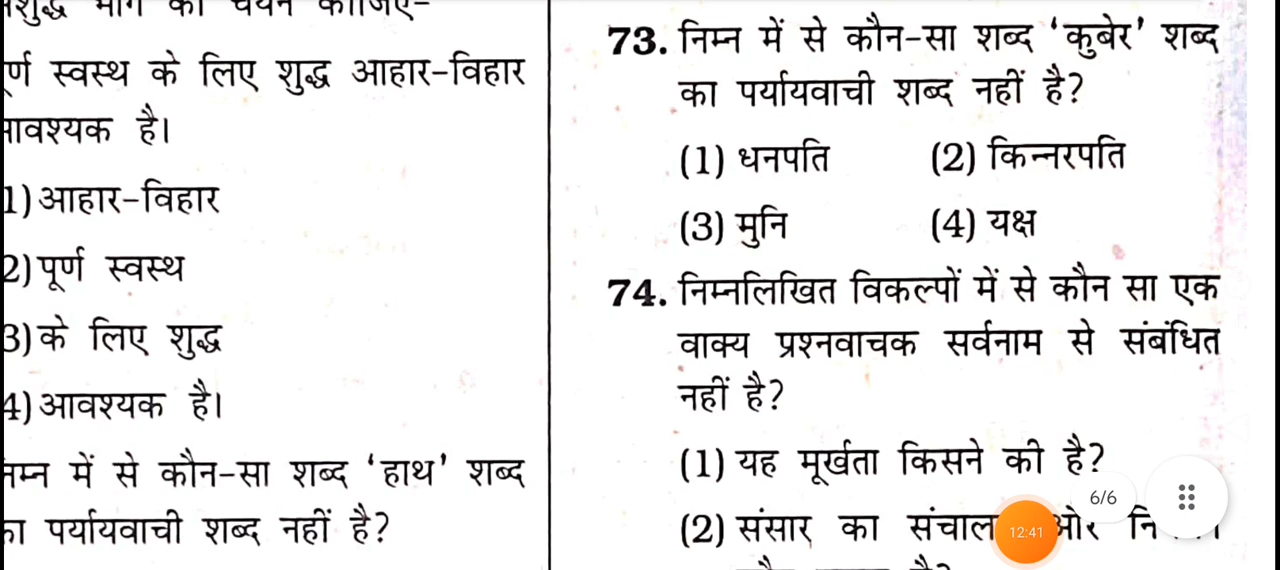 अशुद्ध भाग का चयन कीजिए-
पूर्ण स्वस्थ के लिए शुद्ध आहार-विहार
आवश्यक है।
1) आहार-विहार
2) पूर्ण स्वस्थ
3) के लिए शुद्ध
4) आवश्यक है।
निम्न में से कौन-सा शब्द ‘हाथ’ शब्द
का पर्यायवाची शब्द नहीं है?
73. निम्न में से कौन-सा शब्द ‘कुबेर’ शब्द
का पर्यायवाची शब्द नहीं है?
(1) धनपति (2) किन्नरपति
(3) मुनि (4) यक्ष
74. निम्नलिखित विकल्पों में से कौन सा एक
वाक्य प्रश्नवाचक सर्वनाम से संबंधित
नहीं है?
(1) यह मूर्खता किसने की है?
6/6
(2) संसार का
12:41